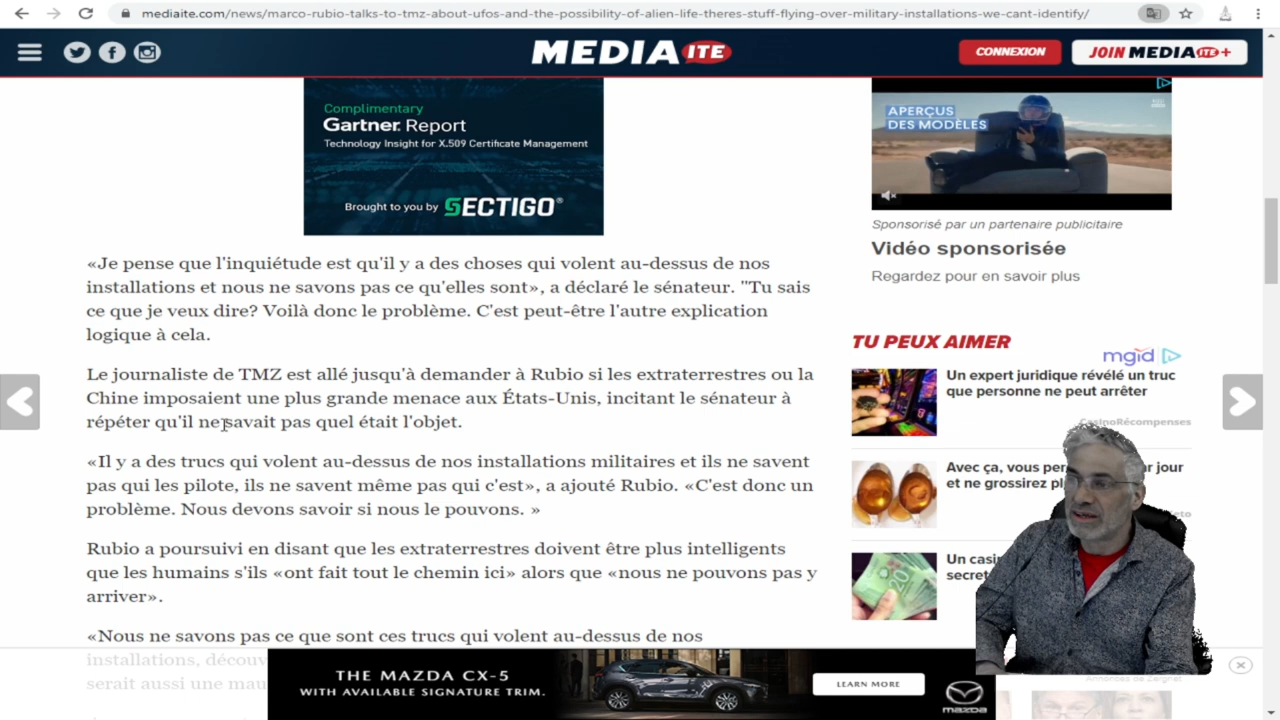 mediaite.com/news/marco-rubio-talks-to-tmz-about-ufos-and-the-possibility-of-alien-life-theres-stuff-flying-over-military-installations-we-cant-identify/
MEDIAITE
CONNEXION
JOIN MEDIAITE+
Complimentary
Gartner Report
Technology Insight for X.509 Certificate Management
Brought to you by SECTIGO®
«Je pense que l'inquiétude est qu'il y a des choses qui volent au-dessus de nos
installations et nous ne savons pas ce qu'elles sont», a déclaré le sénateur. "Tu sais
ce que je veux dire? Voilà donc le problème. C'est peut-être l'autre explication
logique à cela.
Le journaliste de TMZ est allé jusqu'à demander à Rubio si les extraterrestres ou la
Chine imposaient une plus grande menace aux États-Unis, incitant le sénateur à
répéter qu'il ne savait pas quel était l'objet.
«Il y a des trucs qui volent au-dessus de nos installations militaires et ils ne savent
pas qui les pilote, ils ne savent même pas qui c'est», a ajouté Rubio. «C'est donc un
problème. Nous devons savoir si nous le pouvons. »
Rubio a poursuivi en disant que les extraterrestres doivent être plus intelligents
que les humains s'ils «ont fait tout le chemin ici» alors que «nous ne pouvons pas y
arriver».
«Nous ne savons pas ce que sont ces trucs qui volent au-dessus de nos
installations, découv
serait aussi une mau
APERÇUS
DES MODÈLES
Sponsorisé par un partenaire publicitaire
Vidéo sponsorisée
Regardez pour en savoir plus
TU PEUX AIMER
mgid
Un expert juridique révélé un truc
que personne ne peut arrêter
CasinoRécompenses
Avec ça, vous per ar jour
et ne grossirez pl
Un casi
secret
THE MAZDA CX-5
WITH AVAILABLE SIGNATURE TRIM.
LEARN MORE
mazda